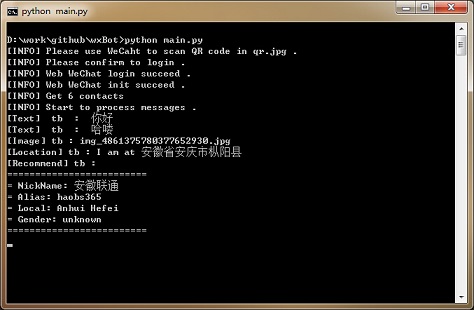 python main.py
D:\work\github\wxBot>python main.py
[INFO] Please use WeCaht to scan QR code in qr.jpg .
[INFO] Please confirm to login .
[INFO] Web WeChat login succeed .
[INFO] Web WeChat init succeed .
[INFO] Get 6 contacts
[INFO] Start to process messages .
[Text] tb : 你好
[Text] tb : 哈喽
[Image] tb : img_4861375780377652930.jpg
[Location] tb : I am at 安徽省安庆市枞阳县
[Recommend] tb :
=========================
= NickName: 安徽联通
= Alias: haobs365
= Local: Anhui Hefei
= Gender: unknown
=========================